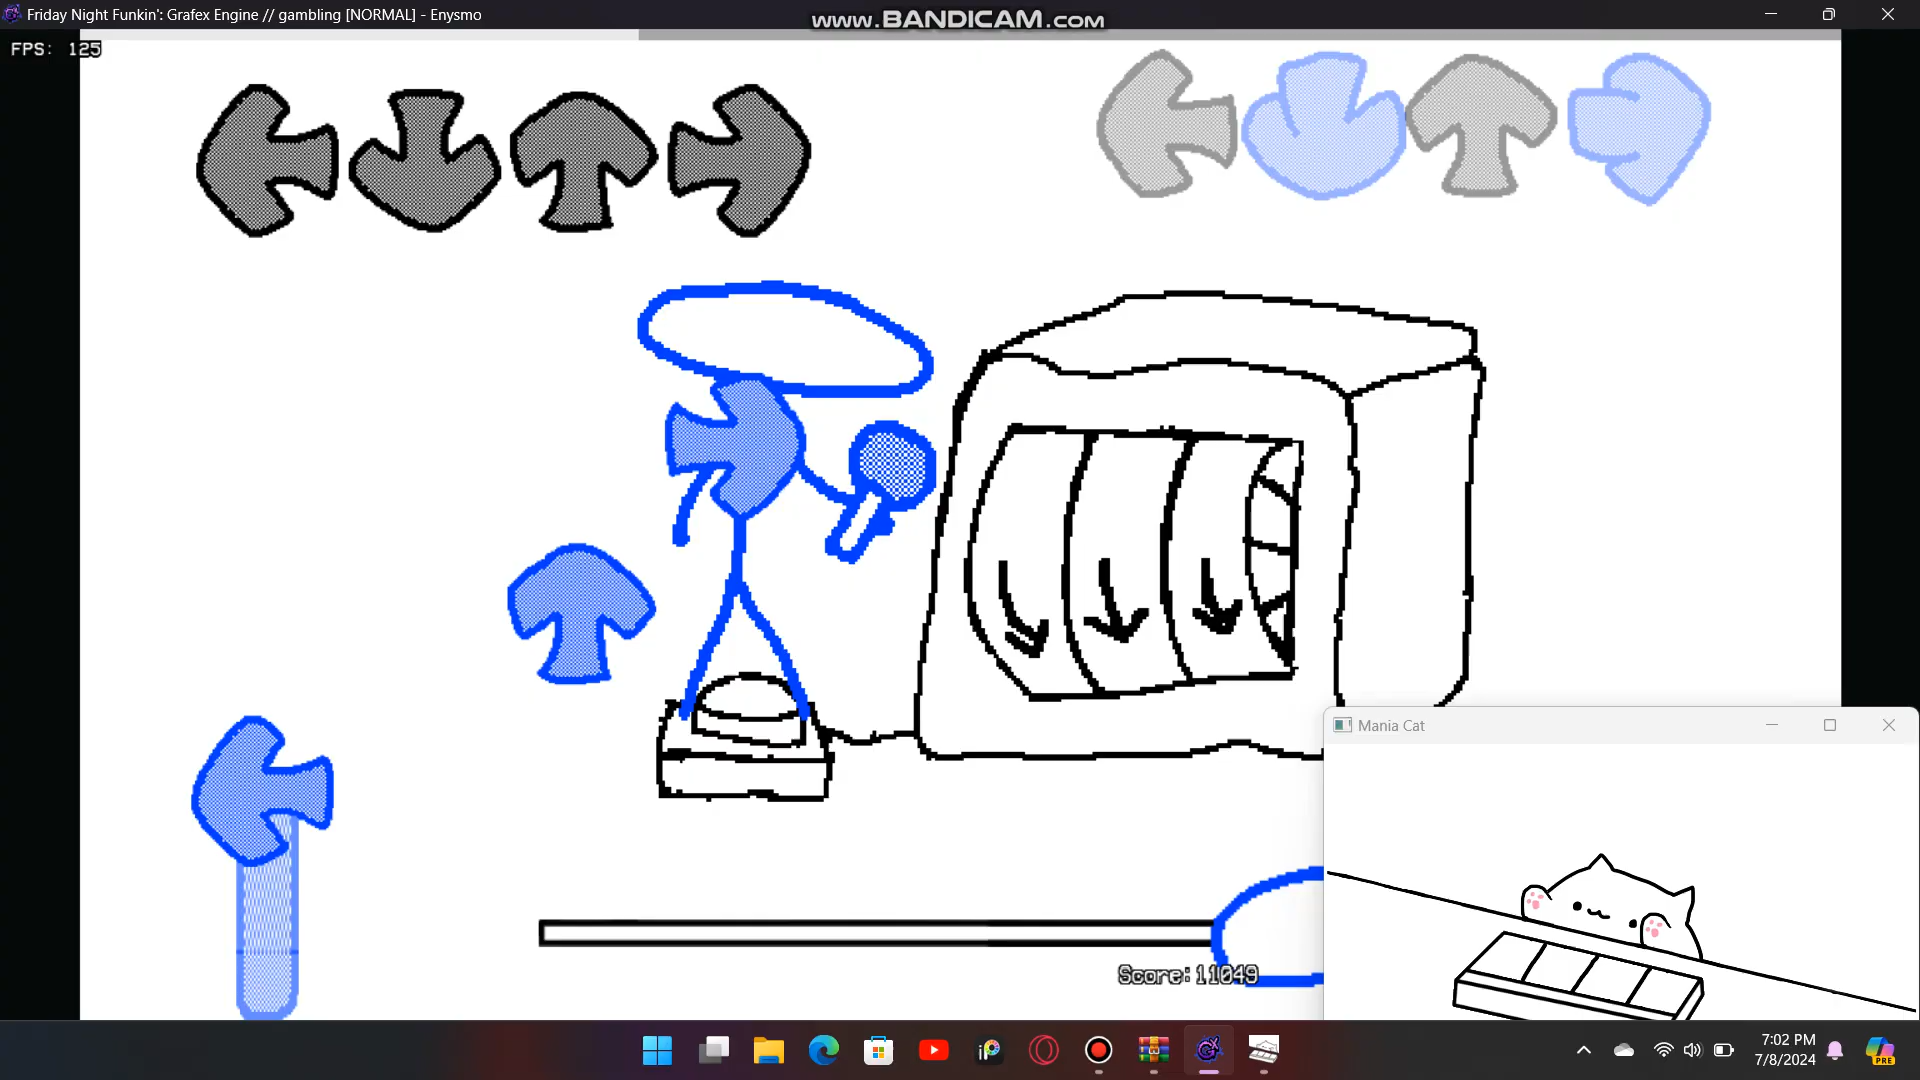 Friday Night Funkin': Grafex Engine // gambling [NORMAL] - Enysmo
www.BANDICAM.com
FPS: 125
Mania Cat
Score:11049
7:02 PM
7/8/2024
PRE